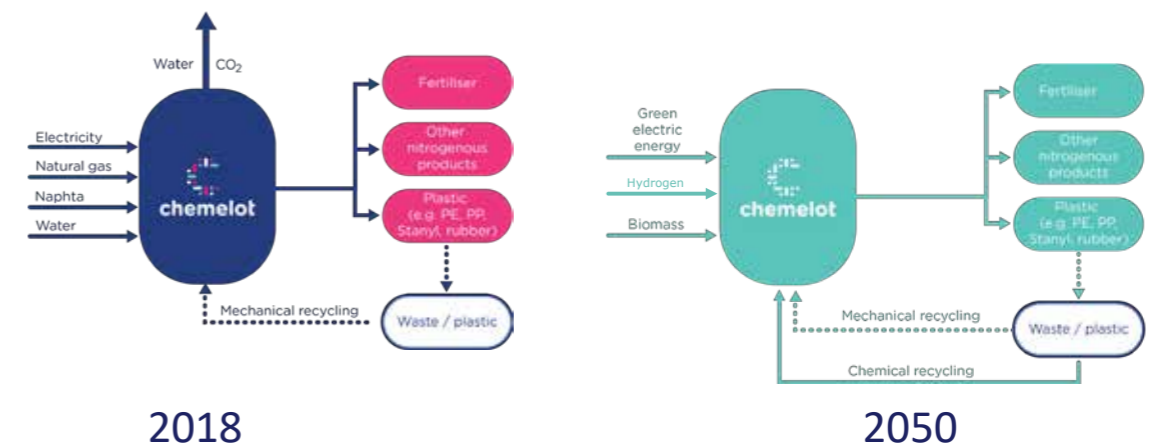 Water CO2
Electricity
Natural gas
Naphta
Water
chemelot
Fertiliser
Other
nitrogenous
products
Plastic
(e.g. PE, PP,
Stanyl, rubber)
Mechanical recycling
Waste / plastic
2018
Green
electric
energy
Hydrogen
Biomass
chemelot
Fertiliser
Other
nitrogenous
products
Plastic
(e.g. PE, PP,
Stanyl, rubber)
Mechanical recycling
Waste / plastic
Chemical recycling
2050